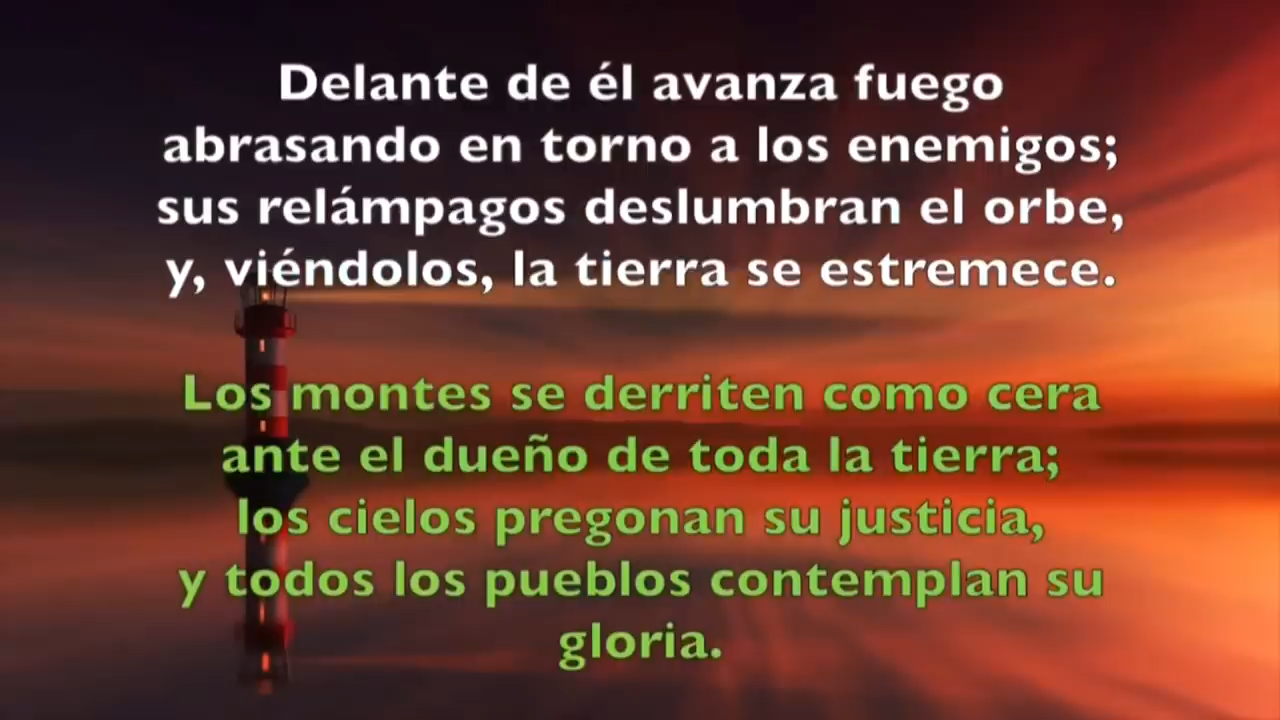 Delante de él avanza fuego
abrasando en torno a los enemigos;
sus relámpagos deslumbran el orbe,
y, viéndolos, la tierra se estremece.
Los montes se derriten como cera
ante el dueño de toda la tierra;
los cielos pregonan su justicia,
y todos los pueblos contemplan su
gloria.